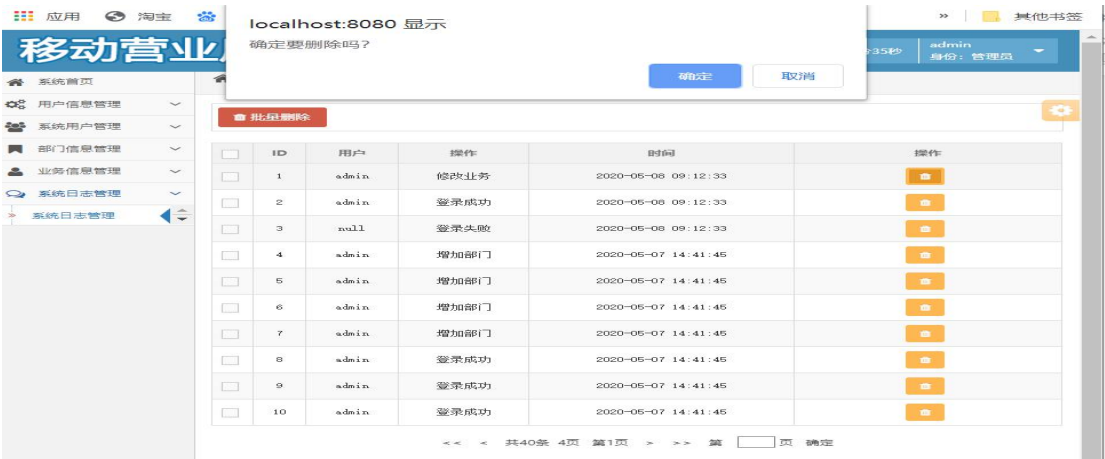 应用 淘宝 » 其他书签
localhost:8080 显示
确定要删除吗?
确定 取消
移动营业
35秒 admin
身份：管理员
系统首页
用户信息管理
系统用户管理
部门信息管理
业务信息管理
系统日志管理
» 系统日志管理
批量删除
ID 用户 操作 时间 操作
1 admin 修改业务 2020-05-08 09:12:33
2 admin 登录成功 2020-05-08 09:12:33
3 null 登录失败 2020-05-08 09:12:33
4 admin 增加部门 2020-05-07 14:41:45
5 admin 增加部门 2020-05-07 14:41:45
6 admin 增加部门 2020-05-07 14:41:45
7 admin 增加部门 2020-05-07 14:41:45
8 admin 登录成功 2020-05-07 14:41:45
9 admin 登录成功 2020-05-07 14:41:45
10 admin 登录成功 2020-05-07 14:41:45
<< < 共40条 4页 第1页 > >> 第 页 确定